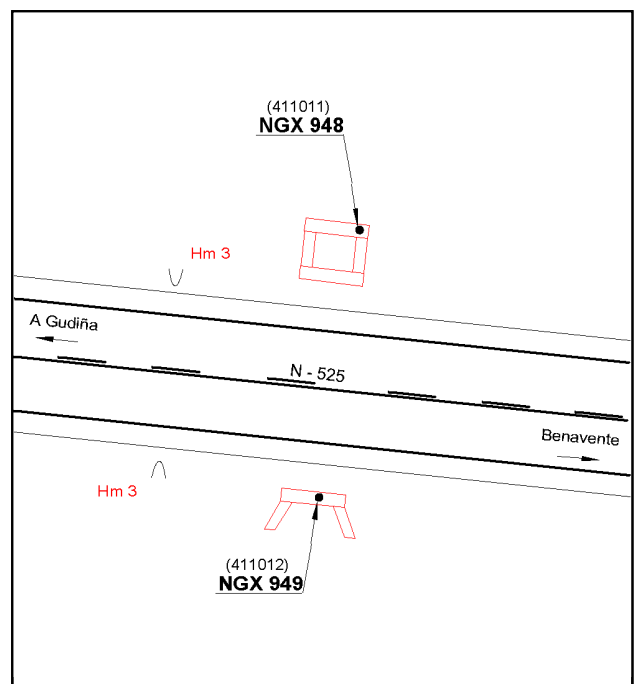 (411011)
NGX 948
Hm 3
A Gudiña
N - 525
Benavente
Hm 3
(411012)
NGX 949